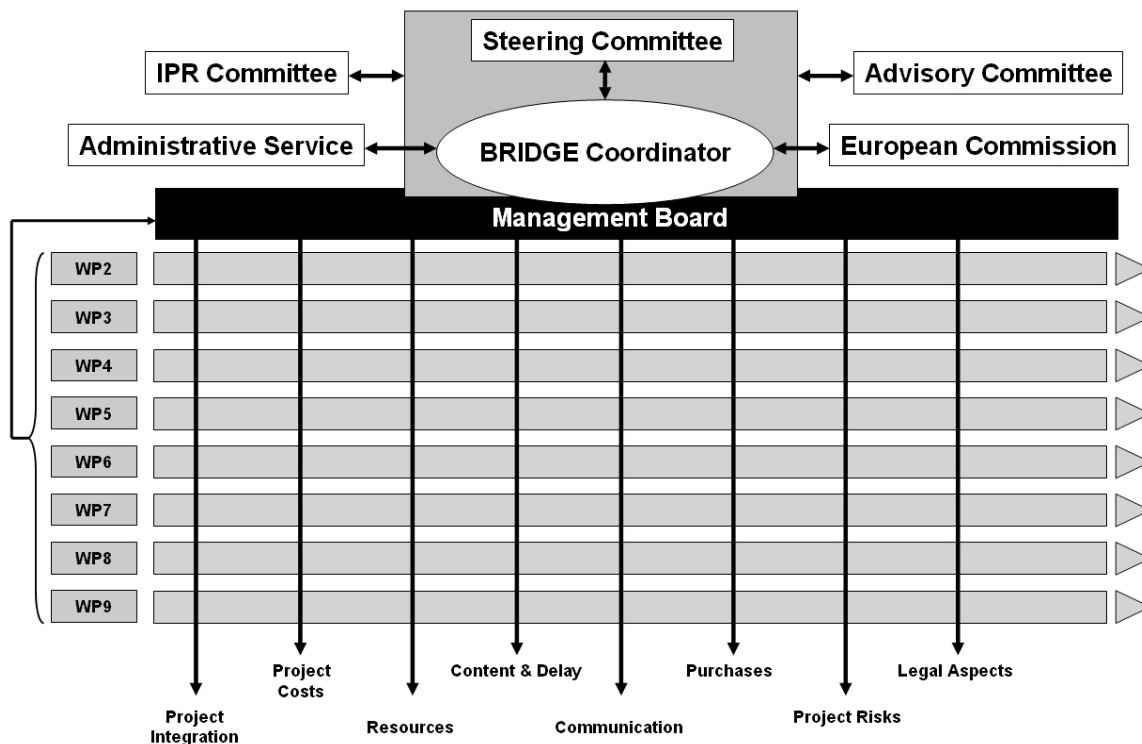 Steering Committee
IPR Committee
Advisory Committee
Administrative Service
BRIDGE Coordinator
European Commission
Management Board
WP2
WP3
WP4
WP5
WP6
WP7
WP8
WP9
Project
Costs
Content & Delay
Purchases
Legal Aspects
Project
Integration
Resources
Communication
Project Risks